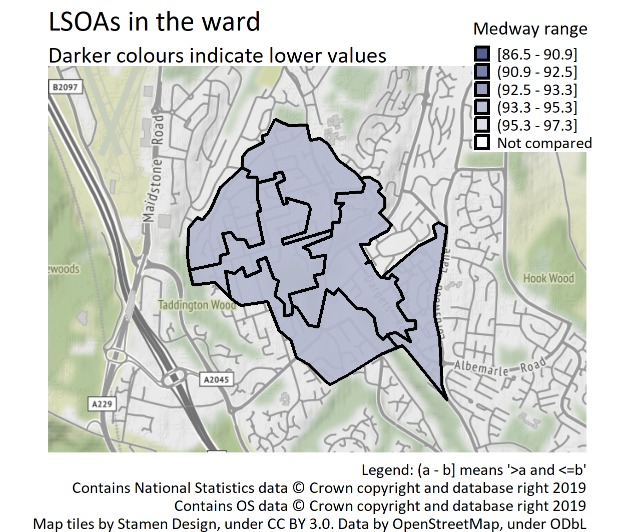 LSOAs in the ward
Darker colours indicate lower values
Medway range
[86.5 - 90.9]
(90.9 - 92.5]
(92.5 - 93.3]
(93.3 - 95.3]
(95.3 - 97.3]
Not compared
B2097
Maidstone Road
ewoods
Taddington Wood
Hook Wood
Lane
Albemarle Road
A2045
A229
Legend: (a - b] means '>a and <=b'
Contains National Statistics data © Crown copyright and database right 2019
Contains OS data © Crown copyright and database right 2019
Map tiles by Stamen Design, under CC BY 3.0. Data by OpenStreetMap, under ODbL